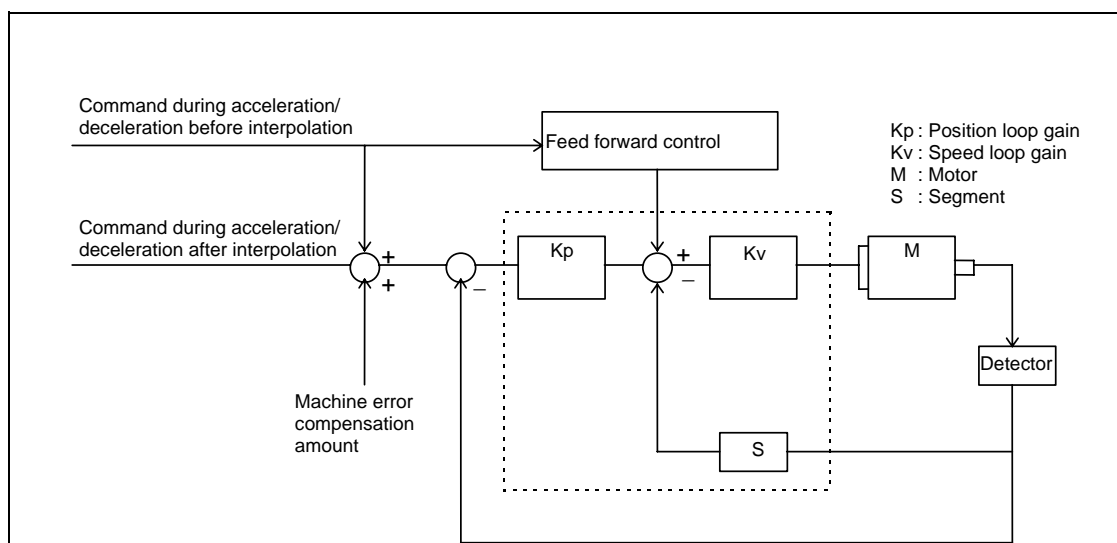 Command during acceleration/
deceleration before interpolation
Feed forward control
Kp : Position loop gain
Kv : Speed loop gain
M : Motor
S : Segment
Command during acceleration/
deceleration after interpolation
+
+
–
Kp
+
–
Kv
M
Detector
Machine error
compensation
amount
S